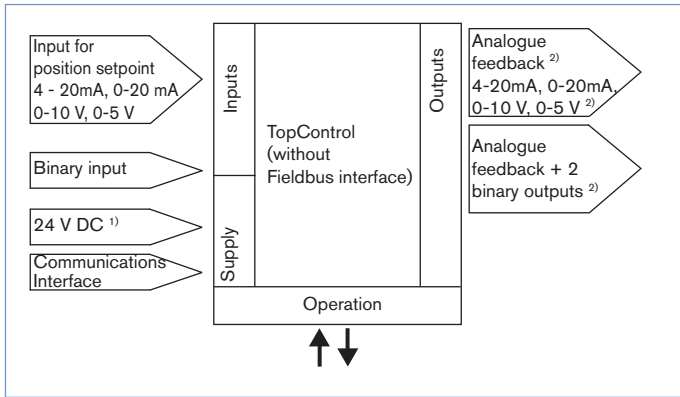 Input for
position setpoint
4 - 20mA, 0-20 mA
0-10 V, 0-5 V
Binary input
24 V DC 1)
Communications
Interface
Inputs
Supply
TopControl
(without
Fieldbus interface)
Outputs
Operation
Analogue
feedback 2)
4-20mA, 0-20mA,
0-10 V, 0-5 V 2)
Analogue
feedback + 2
binary outputs 2)